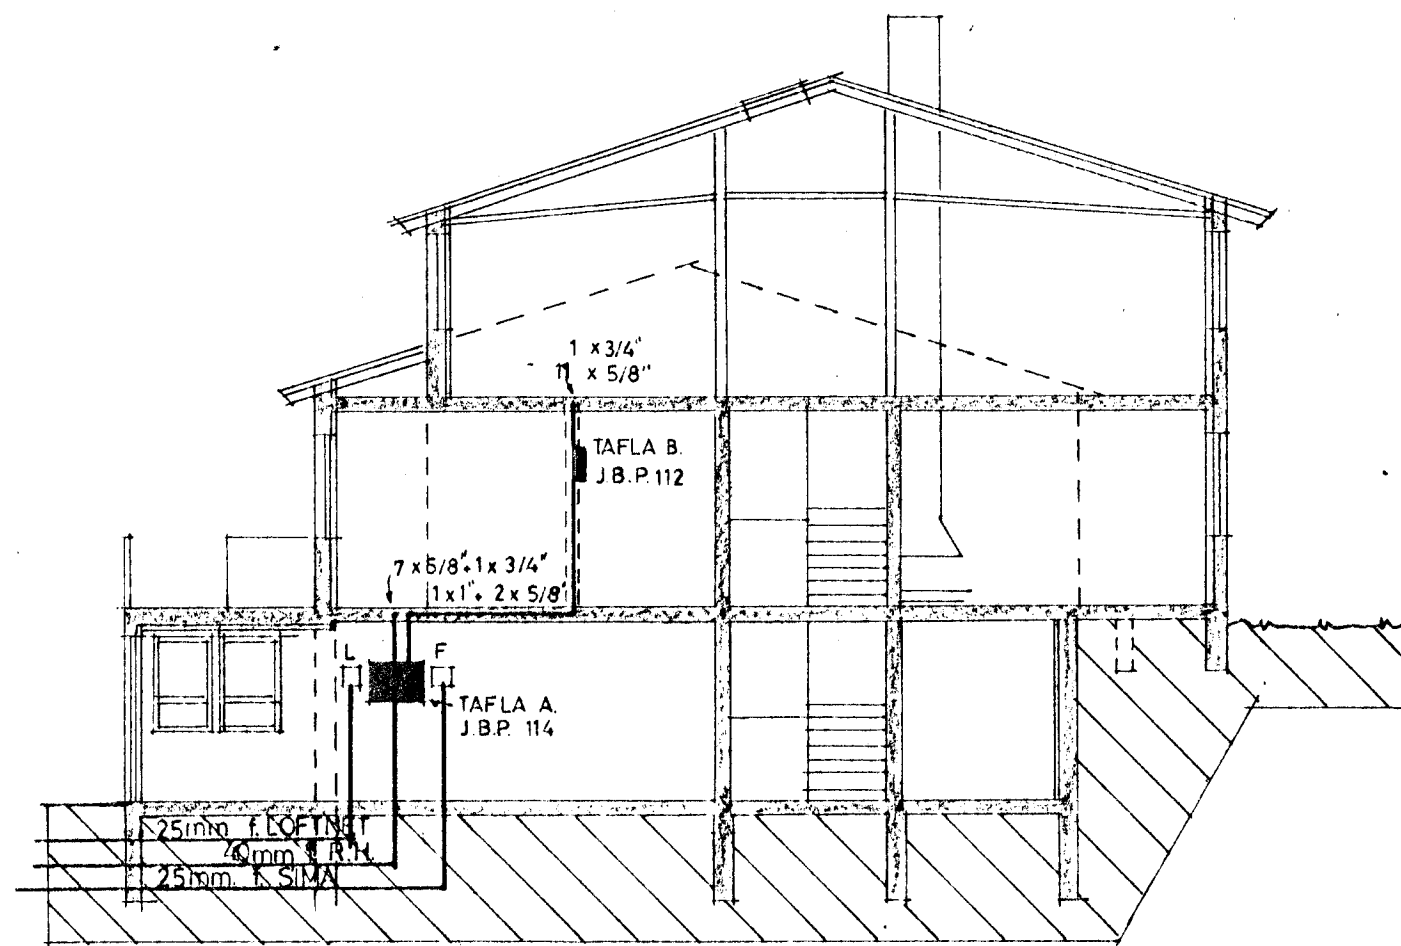 1 x 3/4"
11 x 5/8"
TAFLA B.
J.B.P. 112
7 x 5/8" + 1 x 3/4"
1 x 1" + 2 x 5/8"
L
F
TAFLA A.
J.B.P. 114
25mm f. LOFTNET
40mm f. R.H.
25mm. f. SÍMA